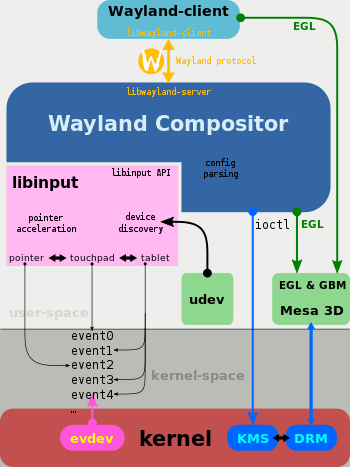 Wayland-client
EGL
libwayland-client
W
Wayland protocol
libwayland-server
Wayland Compositor
config
parsing
libinput API
libinput
pointer
acceleration
device
discovery
ioctl
EGL
pointer
touchpad
tablet
udev
EGL & GBM
Mesa 3D
user-space
event0
event1
event2
event3
event4
...
kernel-space
evdev
kernel
KMS
DRM